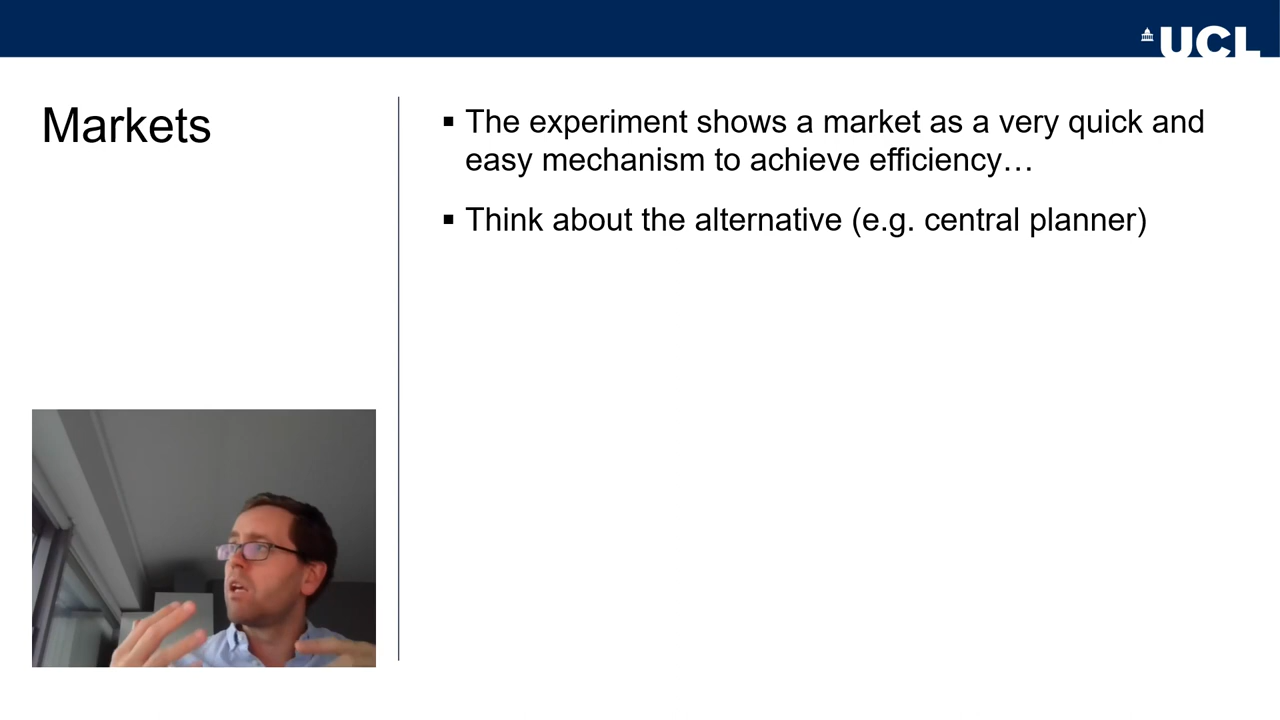 UCL
Markets
▪ The experiment shows a market as a very quick and
easy mechanism to achieve efficiency…
▪ Think about the alternative (e.g. central planner)